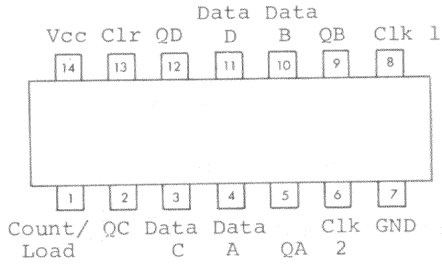 Data Data
Vcc Clr QD D B QB Clk 1
14 13 12 11 10 9 8
1 2 3 4 5 6 7
Count/ QC Data Data Clk GND
Load C A QA 2